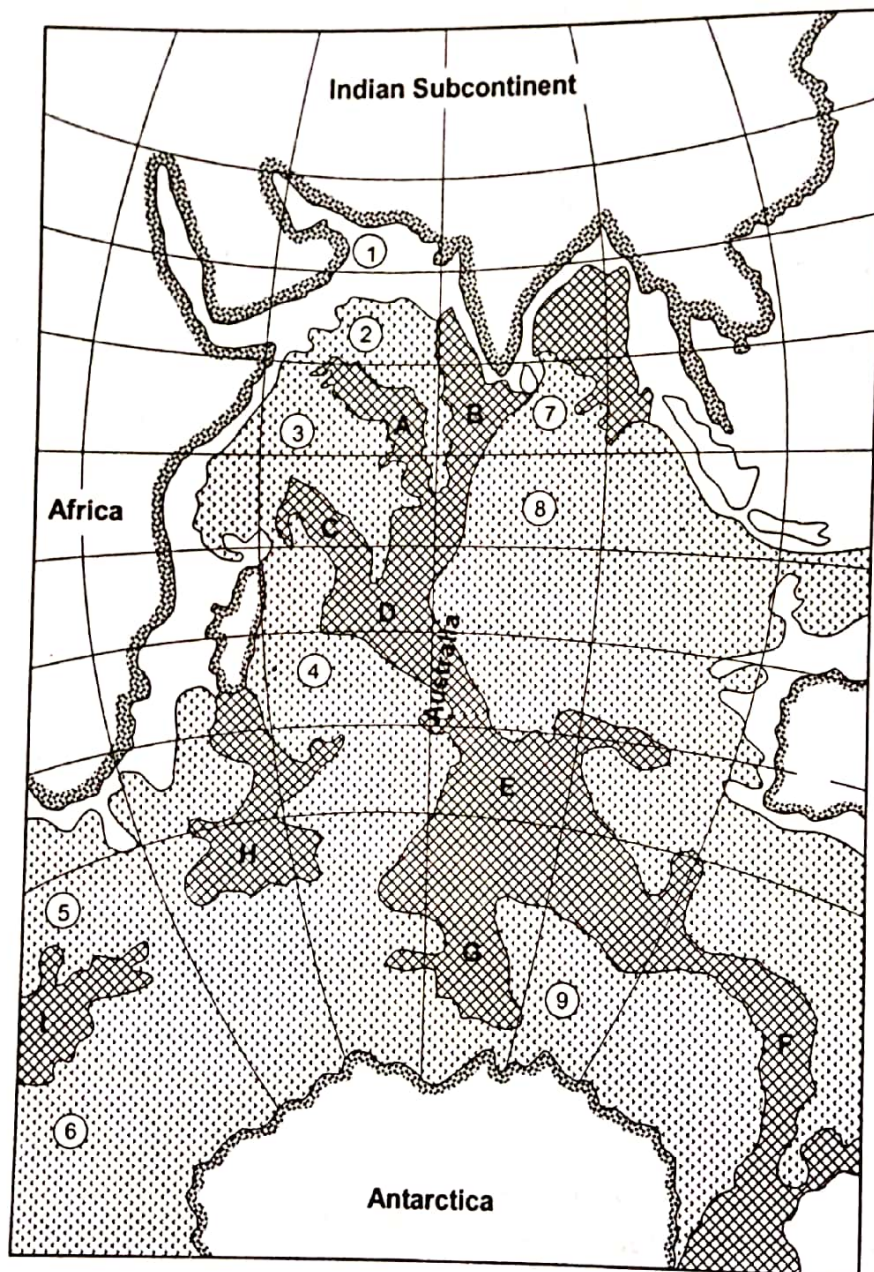 Indian Subcontinent
1
2
A
B
7
3
8
Africa
C
D
Australia
4
E
H
5
G
9
I
F
6
Antarctica